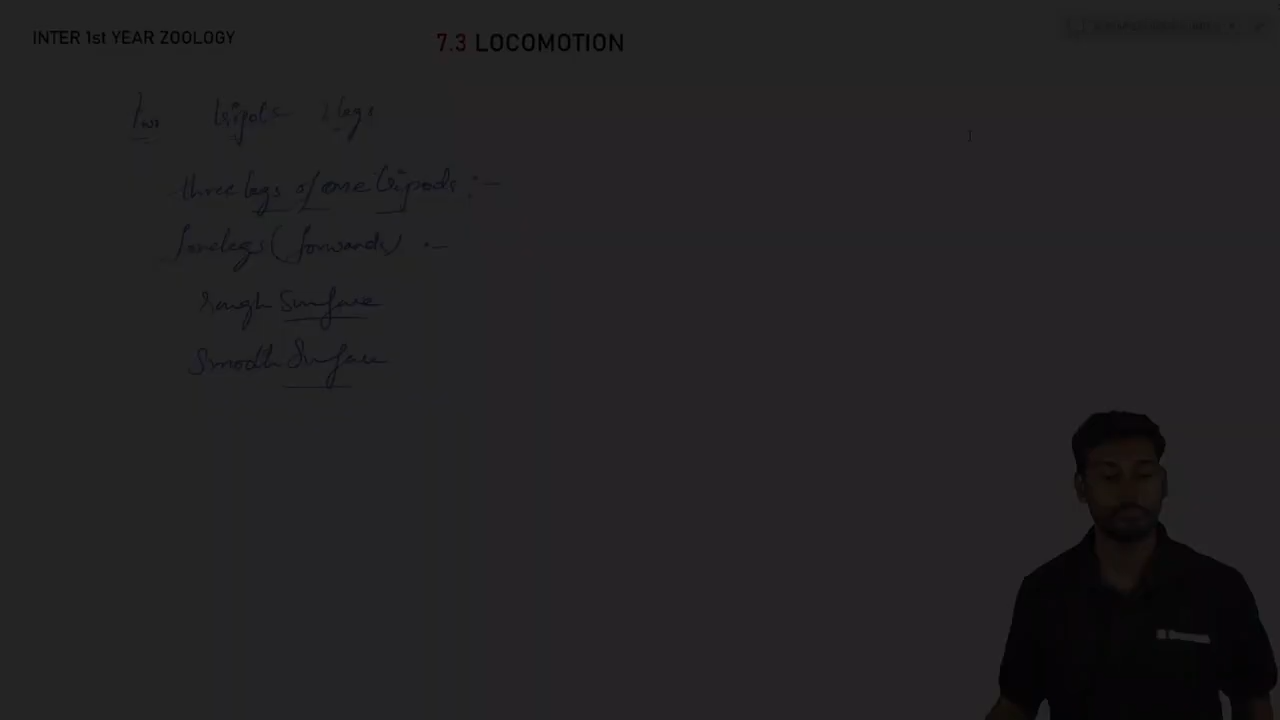 INTER 1st YEAR ZOOLOGY
7.3 LOCOMOTION
Two tripots legs
three legs of one tripods :-
forelegs (forwards) :-
rough Surface
Smooth Surface